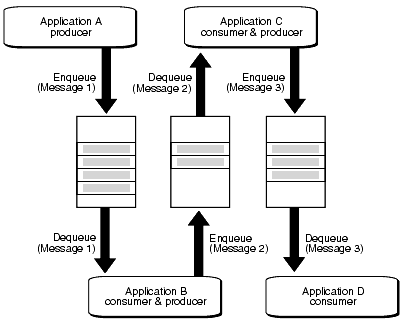 Application A
producer
Application C
consumer & producer
Enqueue
(Message 1)
Dequeue
(Message 2)
Enqueue
(Message 3)
Dequeue
(Message 1)
Enqueue
(Message 2)
Dequeue
(Message 3)
Application B
consumer & producer
Application D
consumer